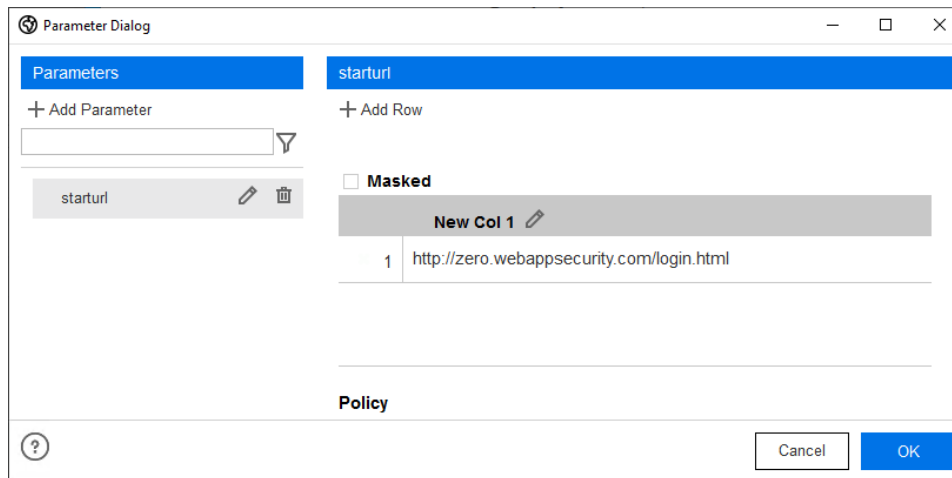 Parameter Dialog
Parameters
starturl
+ Add Parameter
+ Add Row
starturl
Masked
New Col 1
1 http://zero.webappsecurity.com/login.html
Policy
?
Cancel
OK